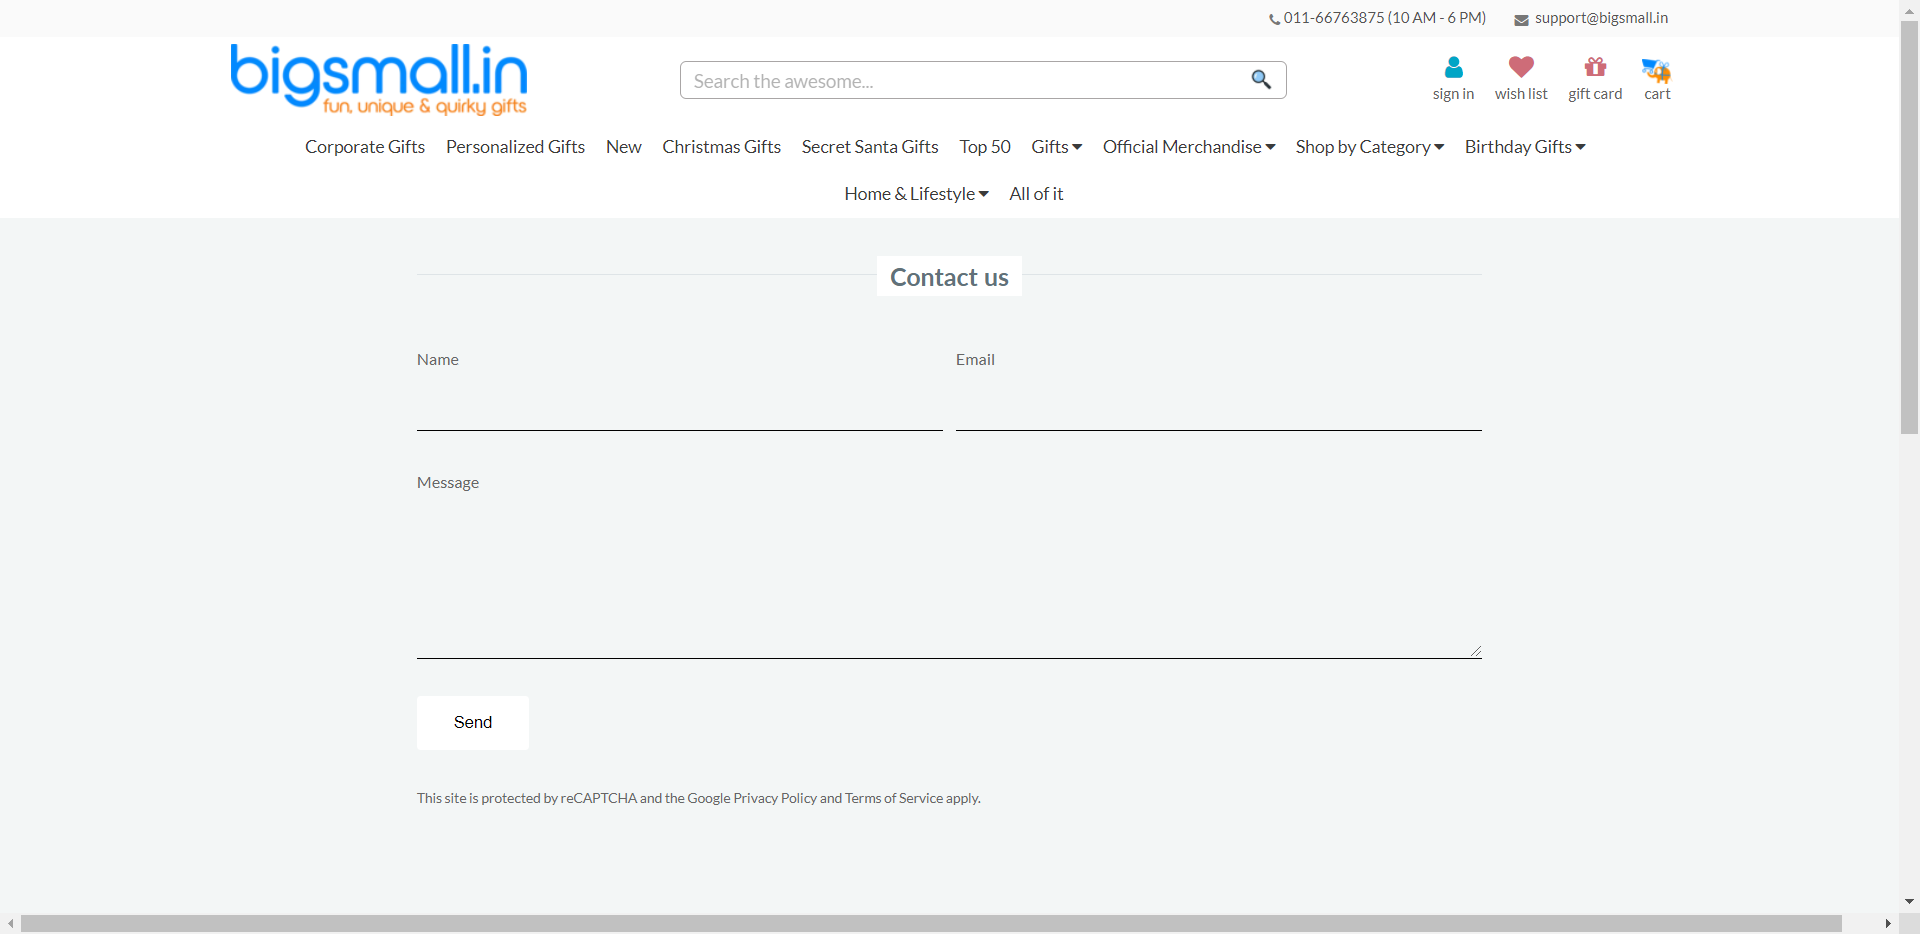 011-66763875 (10 AM - 6 PM) support@bigsmall.in
bigsmall.in
fun, unique & quirky gifts
Search the awesome...
sign in wish list gift card cart
Corporate Gifts Personalized Gifts New Christmas Gifts Secret Santa Gifts Top 50 Gifts Official Merchandise Shop by Category Birthday Gifts
Home & Lifestyle All of it
Contact us
Name Email
Message
Send
This site is protected by reCAPTCHA and the Google Privacy Policy and Terms of Service apply.